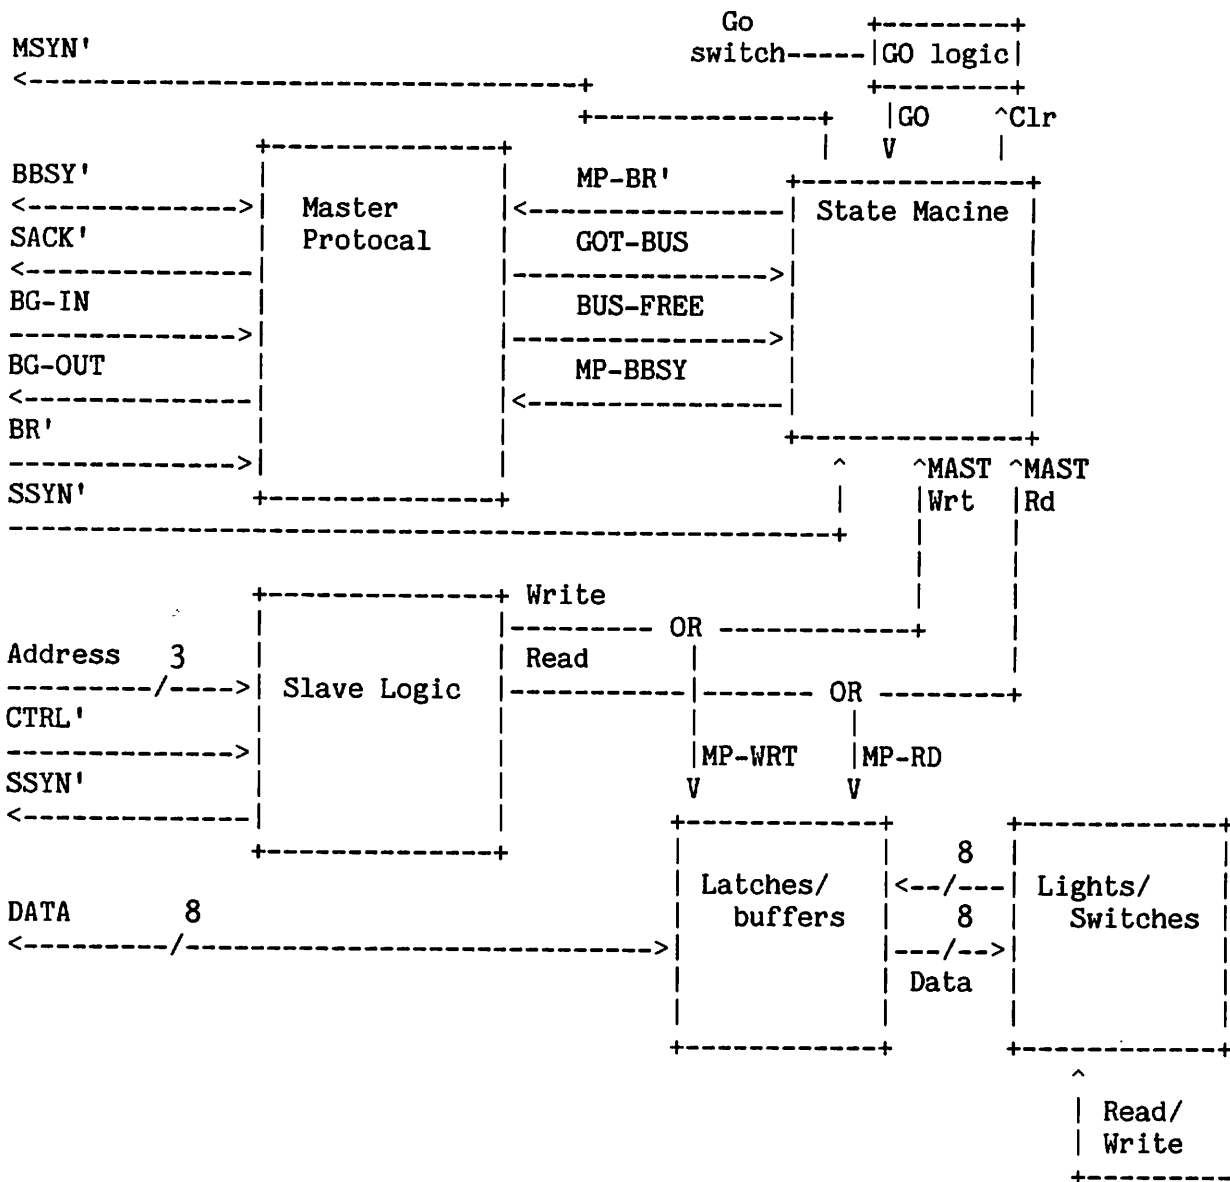 Go
switch
GO logic
MSYN'
GO
Clr
BBSY'
Master
Protocal
MP-BR'
State Macine
SACK'
GOT-BUS
BG-IN
BUS-FREE
BG-OUT
MP-BBSY
BR'
SSYN'
MAST
Wrt
MAST
Rd
Write
OR
Read
Address 3
Slave Logic
OR
CTRL'
MP-WRT
MP-RD
SSYN'
8
Latches/
buffers
Lights/
Switches
DATA 8
8
Data
Read/
Write